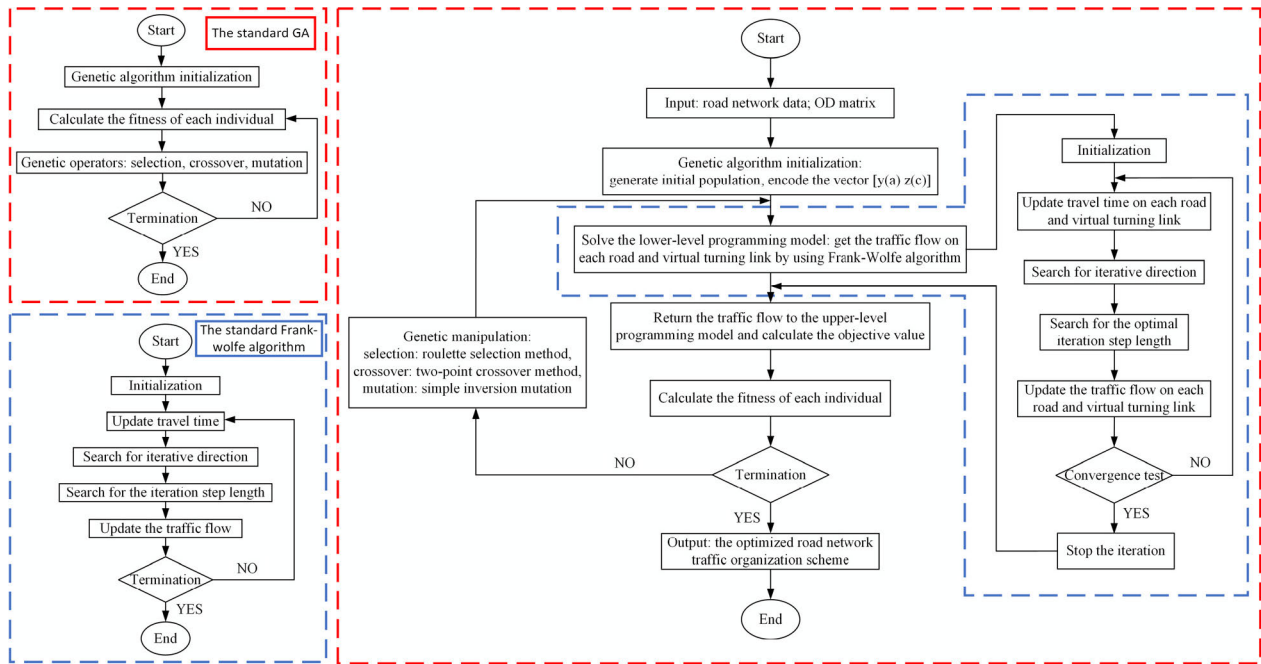 Start
The standard GA
Genetic algorithm initialization
Calculate the fitness of each individual
Genetic operators: selection, crossover, mutation
Termination
NO
YES
End
The standard Frank-
wolfe algorithm
Start
Initialization
Update travel time
Search for iterative direction
Search for the iteration step length
Update the traffic flow
Termination
NO
YES
End
Start
Input: road network data; OD matrix
Genetic algorithm initialization:
generate initial population, encode the vector [y(a) z(c)]
Solve the lower-level programming model: get the traffic flow on
each road and virtual turning link by using Frank-Wolfe algorithm
Return the traffic flow to the upper-level
programming model and calculate the objective value
Calculate the fitness of each individual
Termination
NO
YES
Genetic manipulation:
selection: roulette selection method,
crossover: two-point crossover method,
mutation: simple inversion mutation
Output: the optimized road network
traffic organization scheme
End
Initialization
Update travel time on each road
and virtual turning link
Search for iterative direction
Search for the optimal
iteration step length
Update the traffic flow on each
road and virtual turning link
Convergence test
NO
YES
Stop the iteration